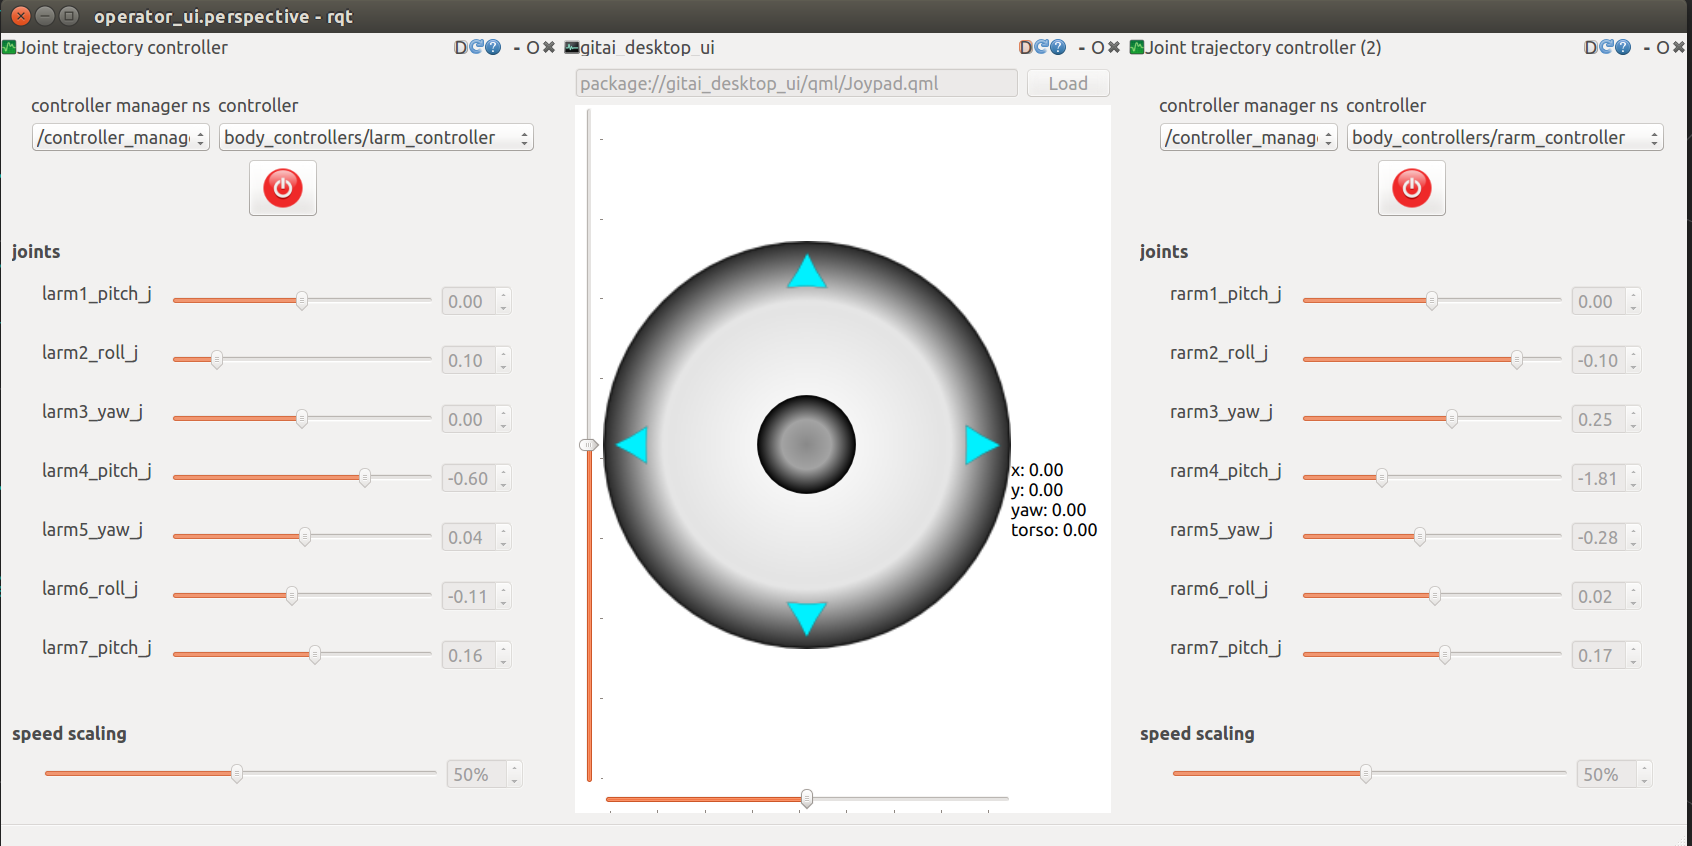 operator_ui.perspective - rqt
Joint trajectory controller
D ? - O
controller manager ns controller
/controller_manag body_controllers/larm_controller
joints
larm1_pitch_j 0.00
larm2_roll_j 0.10
larm3_yaw_j 0.00
larm4_pitch_j -0.60
larm5_yaw_j 0.04
larm6_roll_j -0.11
larm7_pitch_j 0.16
speed scaling
50%
gitai_desktop_ui
D ? - O
package://gitai_desktop_ui/qml/Joypad.qml Load
x: 0.00
y: 0.00
yaw: 0.00
torso: 0.00
Joint trajectory controller (2)
D ? - O
controller manager ns controller
/controller_manag body_controllers/rarm_controller
joints
rarm1_pitch_j 0.00
rarm2_roll_j -0.10
rarm3_yaw_j 0.25
rarm4_pitch_j -1.81
rarm5_yaw_j -0.28
rarm6_roll_j 0.02
rarm7_pitch_j 0.17
speed scaling
50%